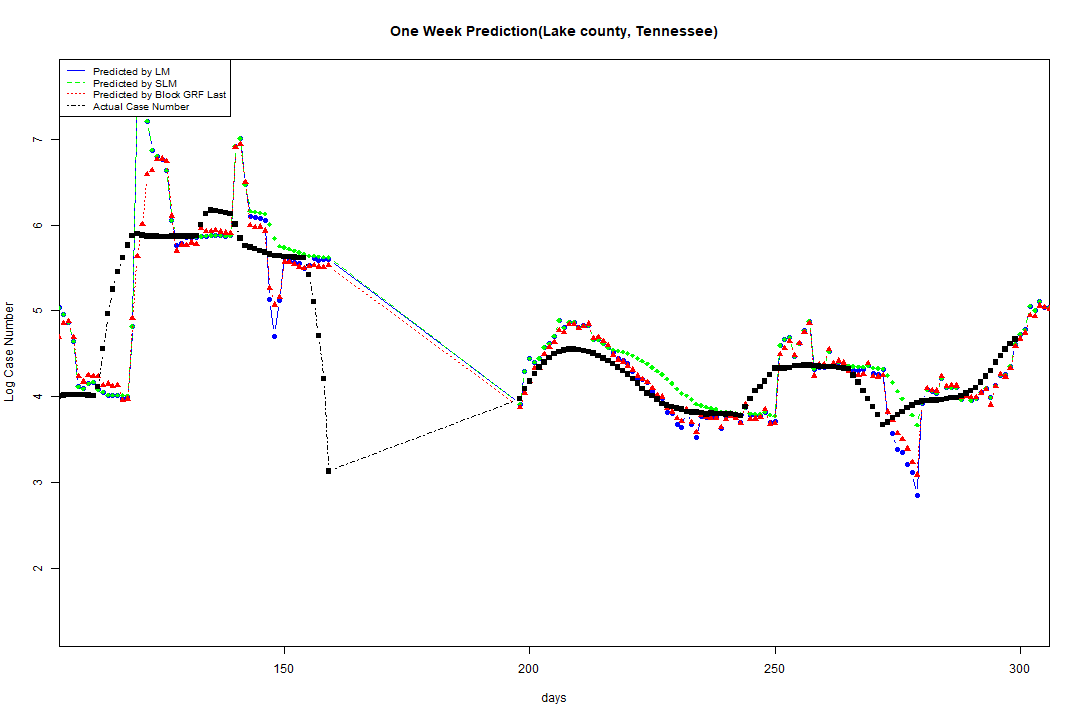 One Week Prediction(Lake county, Tennessee)
Predicted by LM
Predicted by SLM
Predicted by Block GRF Last
Actual Case Number
Log Case Number
7
6
5
4
3
2
150
200
250
300
days